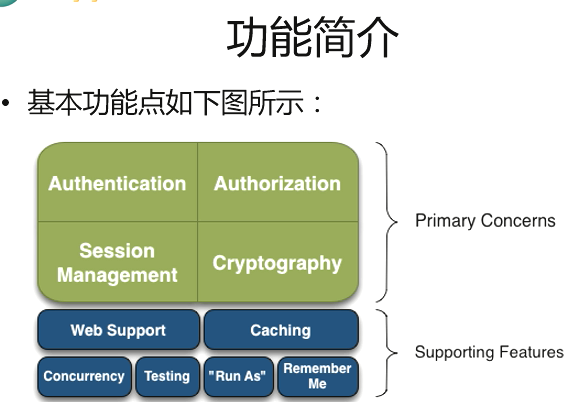 功能简介
• 基本功能点如下图所示：
Authentication
Authorization
Session
Management
Cryptography
Primary Concerns
Web Support
Caching
Concurrency
Testing
"Run As"
Remember
Me
Supporting Features